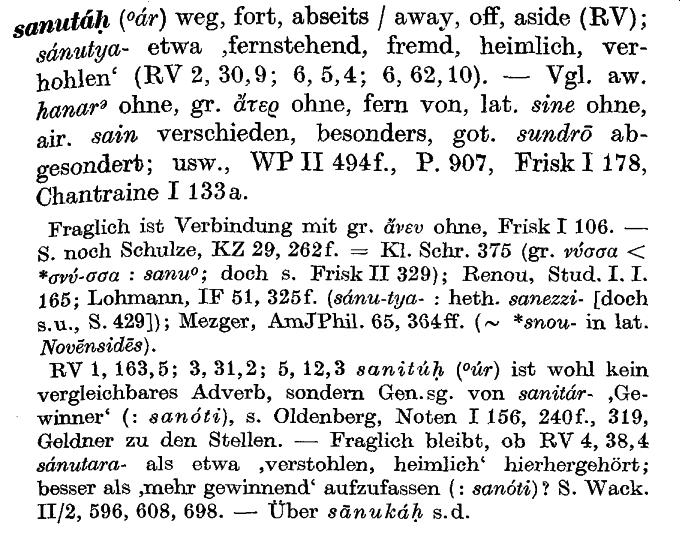 sanutáḥ (°ár) weg, fort, abseits / away, off, aside (RV);
sánutya- etwa ‚fernstehend, fremd, heimlich, ver-
hohlen‘ (RV 2, 30,9; 6, 5,4; 6, 62,10). — Vgl. aw.
hanarᵊ ohne, gr. ἄτερ ohne, fern von, lat. sine ohne,
air. sain verschieden, besonders, got. sundrō ab-
gesondert; usw., WP II 494f., P. 907, Frisk I 178,
Chantraine I 133a.
Fraglich ist Verbindung mit gr. ἄνευ ohne, Frisk I 106. —
S. noch Schulze, KZ 29, 262f. = Kl. Schr. 375 (gr. νύσσα <
*σνύ-σσα : sanu°; doch s. Frisk II 329); Renou, Stud. I. I.
165; Lohmann, IF 51, 325f. (sánu-tya- : heth. sanezzi- [doch
s.u., S. 429]); Mezger, AmJPhil. 65, 364ff. (~ *snou- in lat.
Novēnsidēs).
RV 1, 163,5; 3, 31,2; 5, 12,3 sanitúḥ (°úr) ist wohl kein
vergleichbares Adverb, sondern Gen.sg. von sanitár- ‚Ge-
winner‘ (: sanóti), s. Oldenberg, Noten I 156, 240f., 319,
Geldner zu den Stellen. — Fraglich bleibt, ob RV 4, 38,4
sánutara- als etwa ‚verstohlen, heimlich‘ hierhergehört;
besser als ‚mehr gewinnend‘ aufzufassen (: sanóti)? S. Wack.
II/2, 596, 608, 698. — Über sānukáḥ s.d.